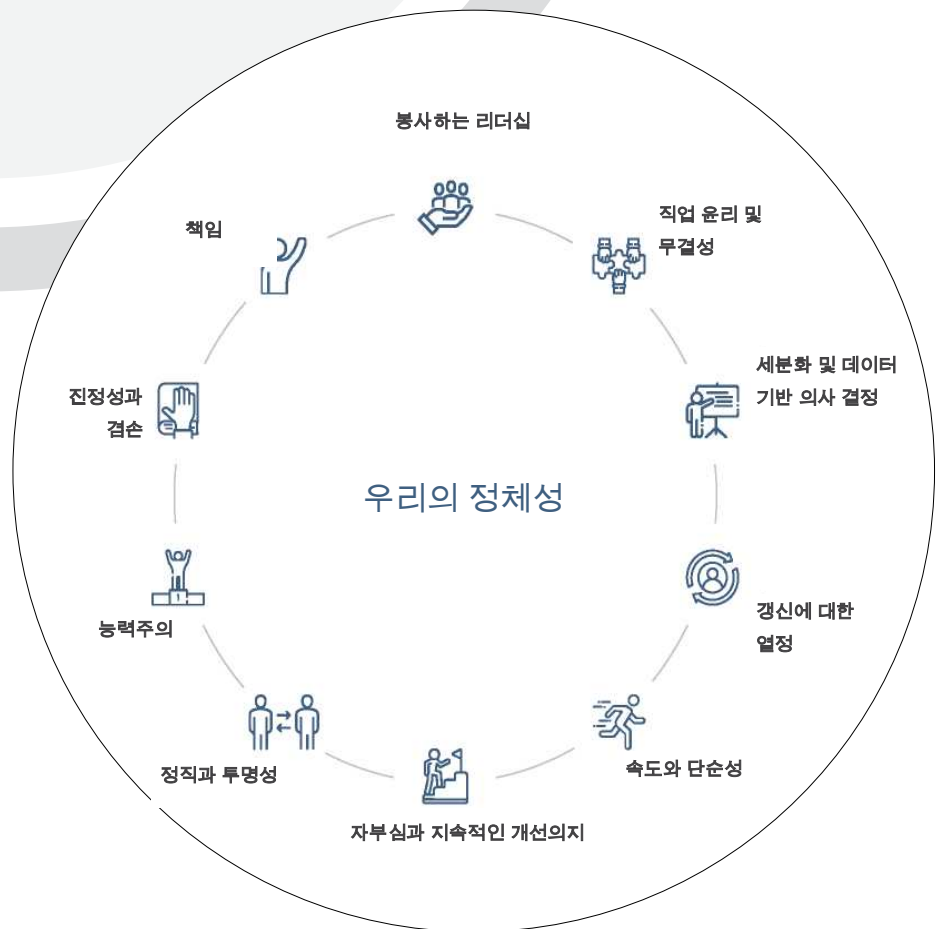 봉사하는 리더십
직업 윤리 및
무결성
책임
세분화 및 데이터
기반 의사 결정
진정성과
겸손
우리의 정체성
갱신에 대한
열정
능력주의
속도와 단순성
정직과 투명성
자부심과 지속적인 개선의지